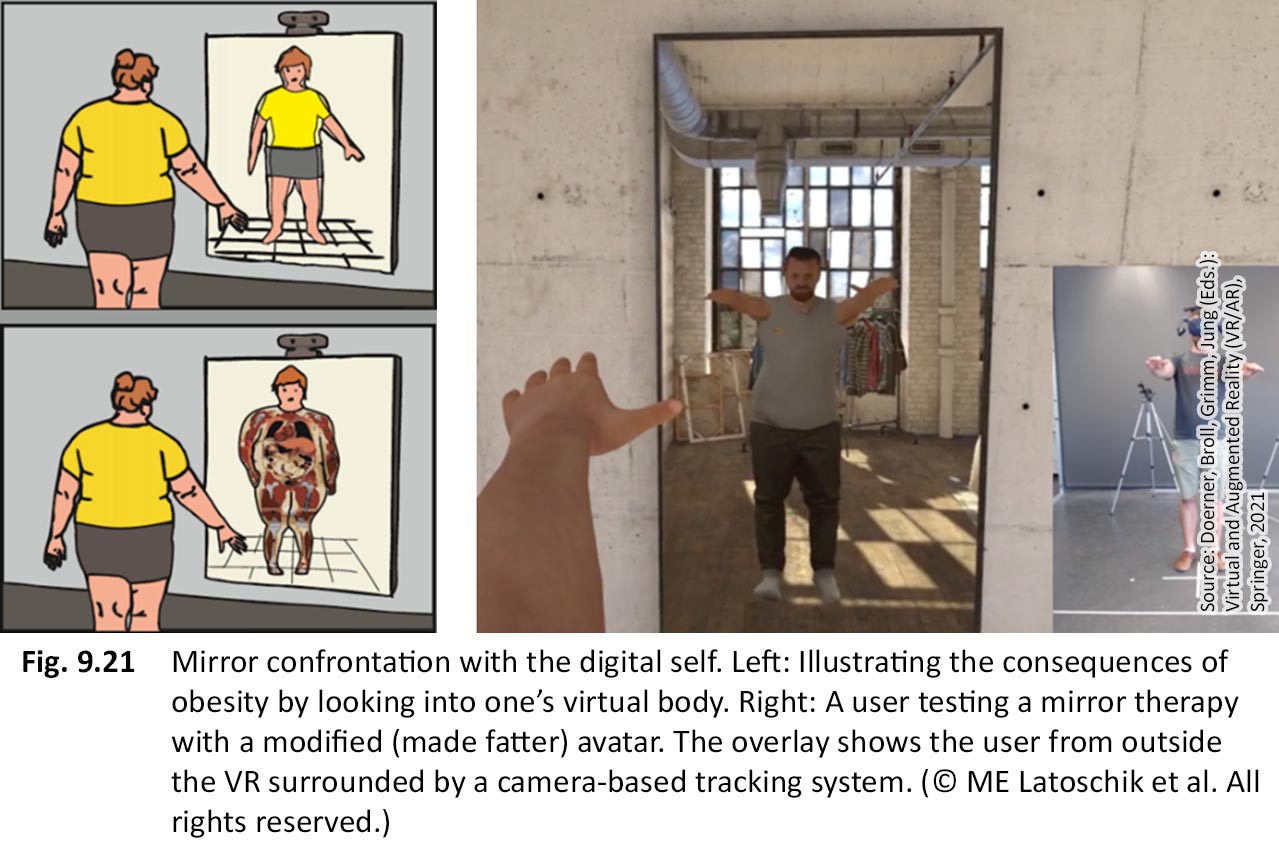 Source: Doerner, Broll, Grimm, Jung (Eds.):
Virtual and Augmented Reality (VR/AR),
Springer, 2021
Fig. 9.21 Mirror confrontation with the digital self. Left: Illustrating the consequences of
obesity by looking into one’s virtual body. Right: A user testing a mirror therapy
with a modified (made fatter) avatar. The overlay shows the user from outside
the VR surrounded by a camera-based tracking system. (© ME Latoschik et al. All
rights reserved.)